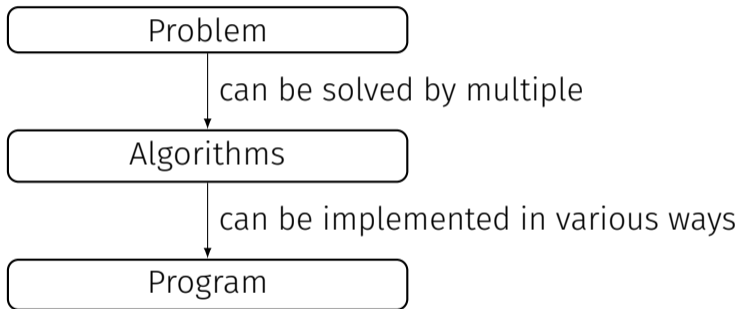 Problem
can be solved by multiple
Algorithms
can be implemented in various ways
Program